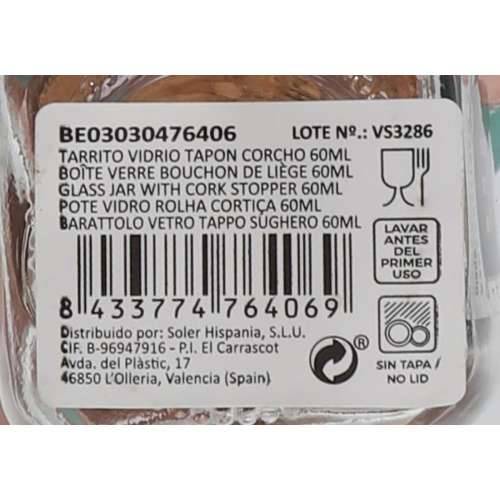 BE03030476406 LOTE Nº.: VS3286
TARRITO VIDRIO TAPON CORCHO 60ML
BOÎTE VERRE BOUCHON DE LIÈGE 60ML
GLASS JAR WITH CORK STOPPER 60ML
POTE VIDRO ROLHA CORTIÇA 60ML
BARATTOLO VETRO TAPPO SÙGHERO 60ML
LAVAR
ANTES
DEL
PRIMER
USO
8 433774 764069
Distribuido por: Soler Hispania, S.L.U.
CIF. B-96947916 - P.I. El Carrascot
Avda. del Plàstic, 17
46850 L'Olleria, Valencia (Spain)
®
SIN TAPA /
NO LID